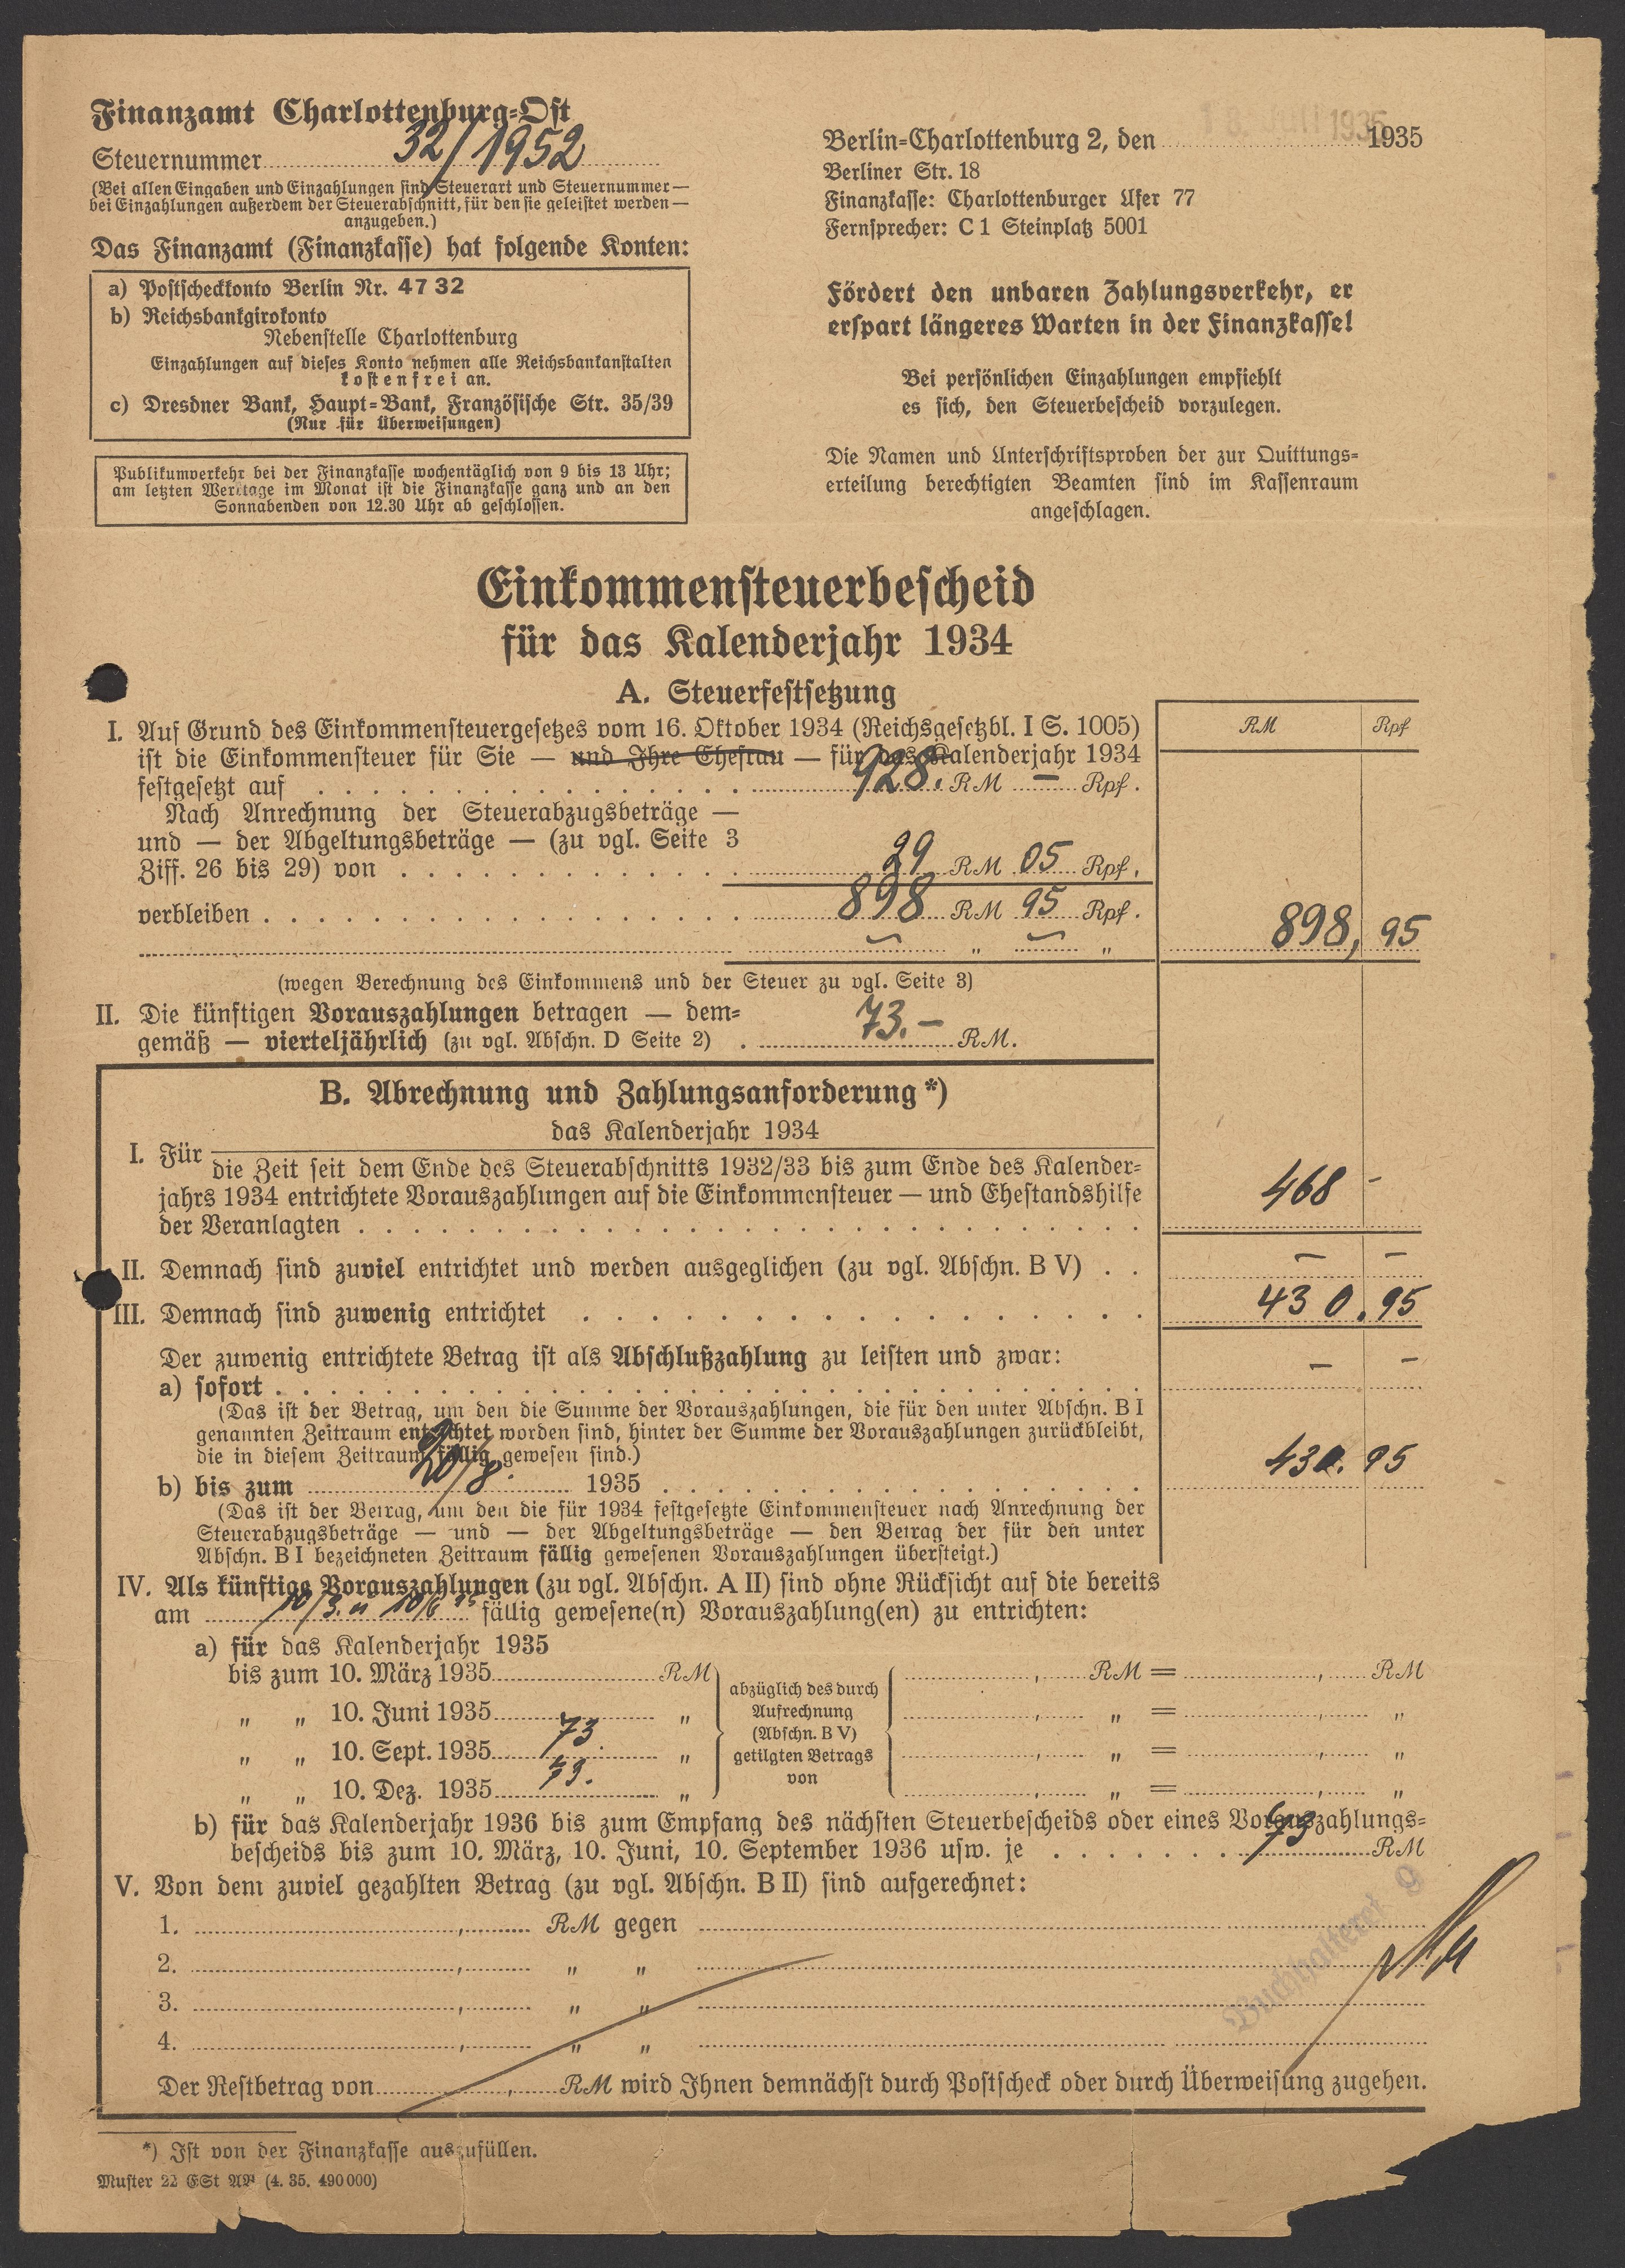 Finanzamt Charlottenburg-Ost
Steuernummer 32/1952
(Bei allen Eingaben und Einzahlungen sind Steuerart und Steuernummer —
bei Einzahlungen außerdem der Steuerabschnitt, für den sie geleistet werden —
anzugeben.)
Das Finanzamt (Finanzkasse) hat folgende Konten:
a) Postscheckkonto Berlin Nr. 4732
b) Reichsbankgirokonto
Nebenstelle Charlottenburg
Einzahlungen auf dieses Konto nehmen alle Reichsbankanstalten
kostenfrei an.
c) Dresdner Bank, Haupt-Bank, Französische Str. 35/39
(Nur für Überweisungen)
Publikumverkehr bei der Finanzkasse wochentäglich von 9 bis 13 Uhr;
am letzten Werktage im Monat ist die Finanzkasse ganz und an den
Sonnabenden von 12.30 Uhr ab geschlossen.
Berlin-Charlottenburg 2, den 1935
Berliner Str. 18
Finanzkasse: Charlottenburger Ufer 77
Fernsprecher: C 1 Steinplatz 5001
Fördert den unbaren Zahlungsverkehr, er
erspart längeres Warten in der Finanzkasse!
Bei persönlichen Einzahlungen empfiehlt
es sich, den Steuerbescheid vorzulegen.
Die Namen und Unterschriftsproben der zur Quittungs-
erteilung berechtigten Beamten sind im Kassenraum
angeschlagen.
Einkommensteuerbescheid
für das Kalenderjahr 1934
A. Steuerfestsetzung
RM Rpf
I. Auf Grund des Einkommensteuergesetzes vom 16. Oktober 1934 (Reichsgesetzbl. I S. 1005)
ist die Einkommensteuer für Sie — und Ihre Ehefrau — für das Kalenderjahr 1934
festgesetzt auf 928. RM — Rpf.
Nach Anrechnung der Steuerabzugsbeträge —
und — der Abgeltungsbeträge — (zu vgl. Seite 3
Ziff. 26 bis 29) von 29 RM 05 Rpf.
verbleiben 898 RM 95 Rpf. 898, 95
— " — "
(wegen Berechnung des Einkommens und der Steuer zu vgl. Seite 3)
II. Die künftigen Vorauszahlungen betragen — dem-
gemäß — vierteljährlich (zu vgl. Abschn. D Seite 2) 73.– RM.
B. Abrechnung und Zahlungsanforderung *)
das Kalenderjahr 1934
I. Für
die Zeit seit dem Ende des Steuerabschnitts 1932/33 bis zum Ende des Kalender-
jahrs 1934 entrichtete Vorauszahlungen auf die Einkommensteuer — und Ehestandshilfe
der Veranlagten 468 -
II. Demnach sind zuviel entrichtet und werden ausgeglichen (zu vgl. Abschn. B V) — —
III. Demnach sind zuwenig entrichtet 430.95
Der zuwenig entrichtete Betrag ist als Abschlußzahlung zu leisten und zwar:
a) sofort — —
(Das ist der Betrag, um den die Summe der Vorauszahlungen, die für den unter Abschn. B I
genannten Zeitraum entrichtet worden sind, hinter der Summe der Vorauszahlungen zurückbleibt,
die in diesem Zeitraum fällig gewesen sind.)
b) bis zum 20/8. 1935 430.95
(Das ist der Betrag, um den die für 1934 festgesetzte Einkommensteuer nach Anrechnung der
Steuerabzugsbeträge — und — der Abgeltungsbeträge — den Betrag der für den unter
Abschn. B I bezeichneten Zeitraum fällig gewesenen Vorauszahlungen übersteigt.)
IV. Als künftige Vorauszahlungen (zu vgl. Abschn. A II) sind ohne Rücksicht auf die bereits
am 10/3. u 10/6 35 fällig gewesene(n) Vorauszahlung(en) zu entrichten:
a) für das Kalenderjahr 1935
bis zum 10. März 1935 RM abzüglich des durch , RM = , RM
" " 10. Juni 1935 " Aufrechnung , " = , "
(Abschn. B V)
" " 10. Sept. 1935 73. " getilgten Betrags , " = , "
von
" " 10. Dez. 1935 73. " , " = , "
b) für das Kalenderjahr 1936 bis zum Empfang des nächsten Steuerbescheids oder eines Vorauszahlungs-
bescheids bis zum 10. März, 10. Juni, 10. September 1936 usw. je 73 RM
V. Von dem zuviel gezahlten Betrag (zu vgl. Abschn. B II) sind aufgerechnet:
1. , RM gegen
2. , " "
3. , " "
4. , " "
Buchhalterei 9
Der Restbetrag von , RM wird Ihnen demnächst durch Postscheck oder durch Überweisung zugehen.
*) Ist von der Finanzkasse auszufüllen.
Muster 22 ESt AP (4. 35. 490 000)